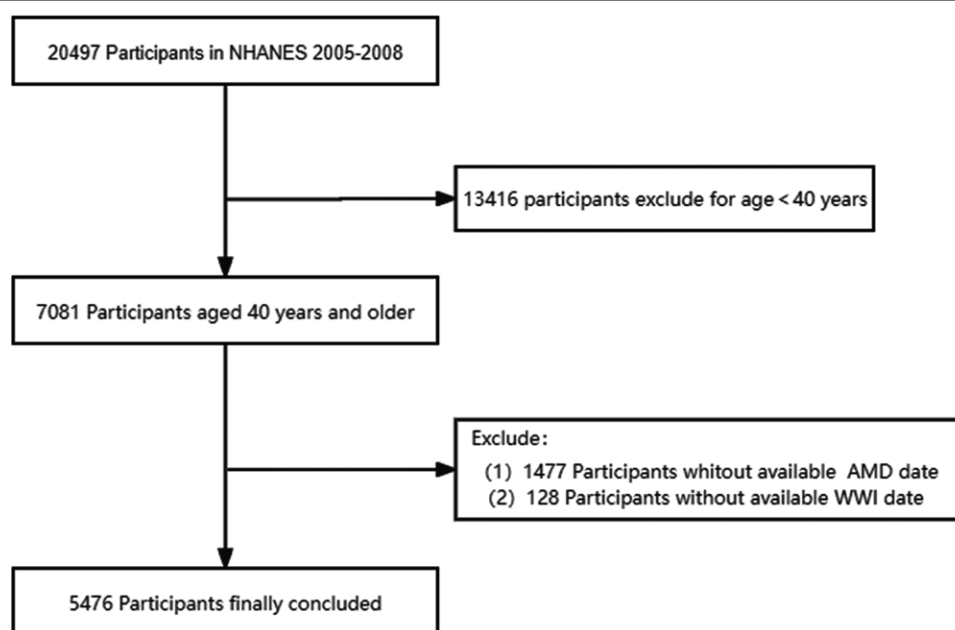 20497 Participants in NHANES 2005-2008
13416 participants exclude for age < 40 years
7081 Participants aged 40 years and older
Exclude:
(1) 1477 Participants whitout available AMD date
(2) 128 Participants without available WWI date
5476 Participants finally concluded